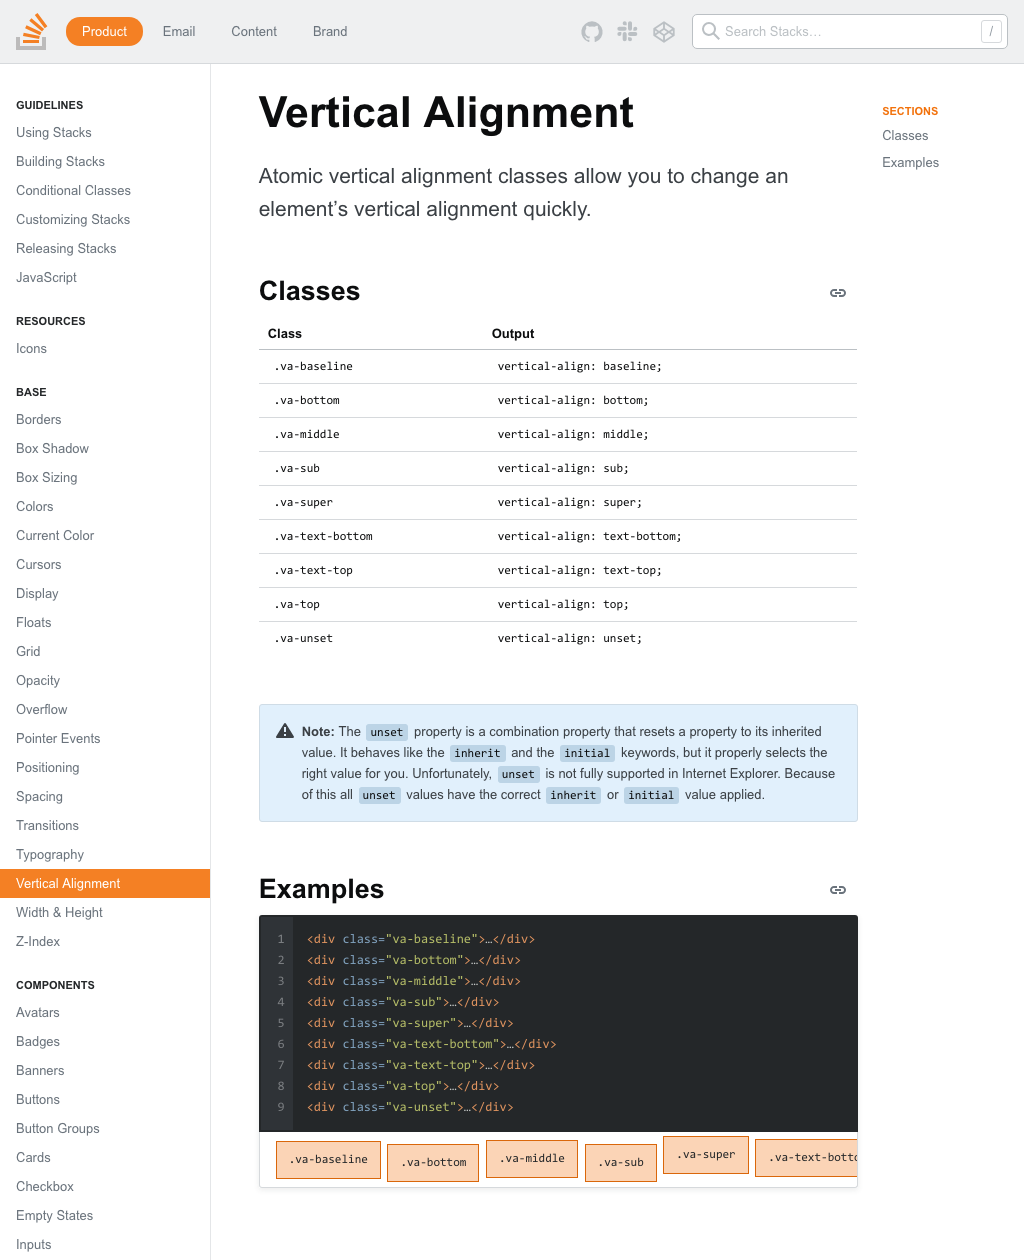 Product
Email
Content
Brand
Search Stacks…
/
GUIDELINES
Using Stacks
Building Stacks
Conditional Classes
Customizing Stacks
Releasing Stacks
JavaScript
RESOURCES
Icons
BASE
Borders
Box Shadow
Box Sizing
Colors
Current Color
Cursors
Display
Floats
Grid
Opacity
Overflow
Pointer Events
Positioning
Spacing
Transitions
Typography
Vertical Alignment
Width & Height
Z-Index
COMPONENTS
Avatars
Badges
Banners
Buttons
Button Groups
Cards
Checkbox
Empty States
Inputs
Vertical Alignment
Atomic vertical alignment classes allow you to change an
element’s vertical alignment quickly.
Classes
Class Output
.va-baseline vertical-align: baseline;
.va-bottom vertical-align: bottom;
.va-middle vertical-align: middle;
.va-sub vertical-align: sub;
.va-super vertical-align: super;
.va-text-bottom vertical-align: text-bottom;
.va-text-top vertical-align: text-top;
.va-top vertical-align: top;
.va-unset vertical-align: unset;
Note: The unset property is a combination property that resets a property to its inherited
value. It behaves like the inherit and the initial keywords, but it properly selects the
right value for you. Unfortunately, unset is not fully supported in Internet Explorer. Because
of this all unset values have the correct inherit or initial value applied.
Examples
1 <div class="va-baseline">…</div>
2 <div class="va-bottom">…</div>
3 <div class="va-middle">…</div>
4 <div class="va-sub">…</div>
5 <div class="va-super">…</div>
6 <div class="va-text-bottom">…</div>
7 <div class="va-text-top">…</div>
8 <div class="va-top">…</div>
9 <div class="va-unset">…</div>
.va-baseline .va-bottom .va-middle .va-sub .va-super .va-text-botto
SECTIONS
Classes
Examples